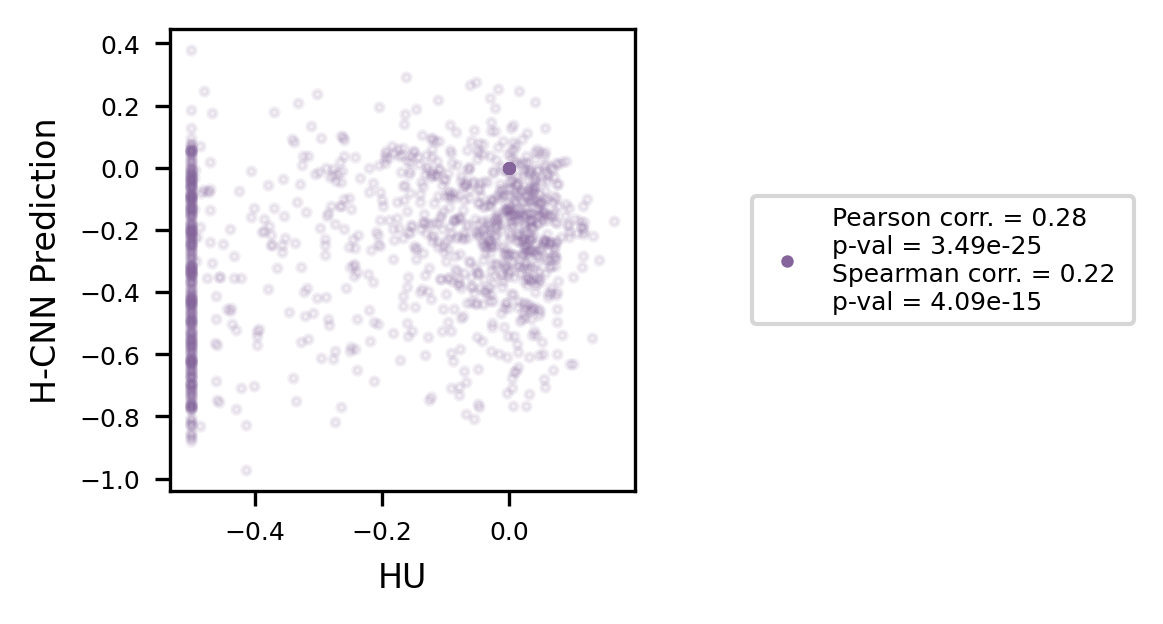 0.4
0.2
0.0
−0.2
−0.4
−0.6
−0.8
−1.0
H-CNN Prediction
−0.4
−0.2
0.0
HU
Pearson corr. = 0.28
p-val = 3.49e-25
Spearman corr. = 0.22
p-val = 4.09e-15